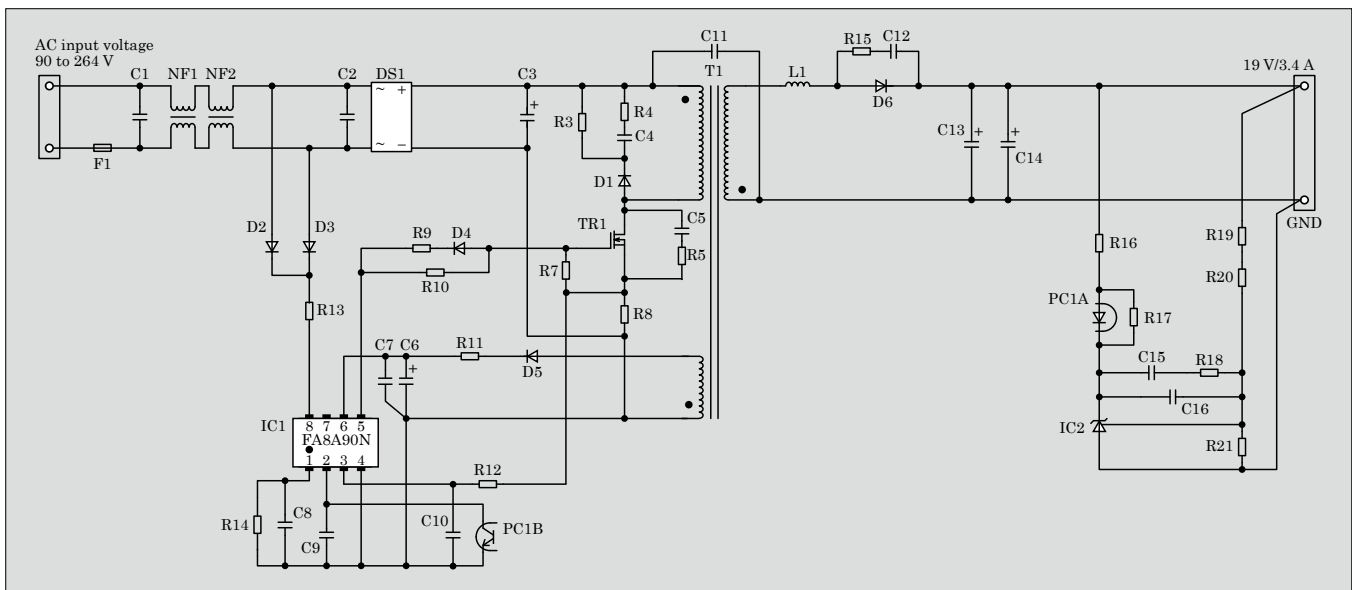 AC input voltage
90 to 264 V
C1
NF1
NF2
C2
DS1
C3
C11
T1
R15
C12
L1
D6
19 V/3.4 A
F1
~
+
~
−
+
R3
R4
C4
D1
C13
+
+
C14
GND
D2
D3
R9
D4
TR1
C5
R5
R10
R7
R16
R19
R20
R13
R8
PC1A
R17
C7
C6
+
R11
D5
C15
R18
C16
IC1
8 7 6 5
FA8A90N
1 2 3 4
IC2
R21
R12
R14
C8
C9
C10
PC1B